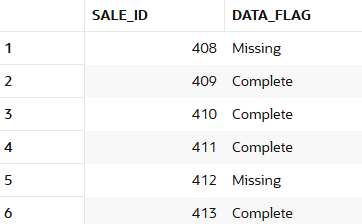 SALE_ID DATA_FLAG
1 408 Missing
2 409 Complete
3 410 Complete
4 411 Complete
5 412 Missing
6 413 Complete